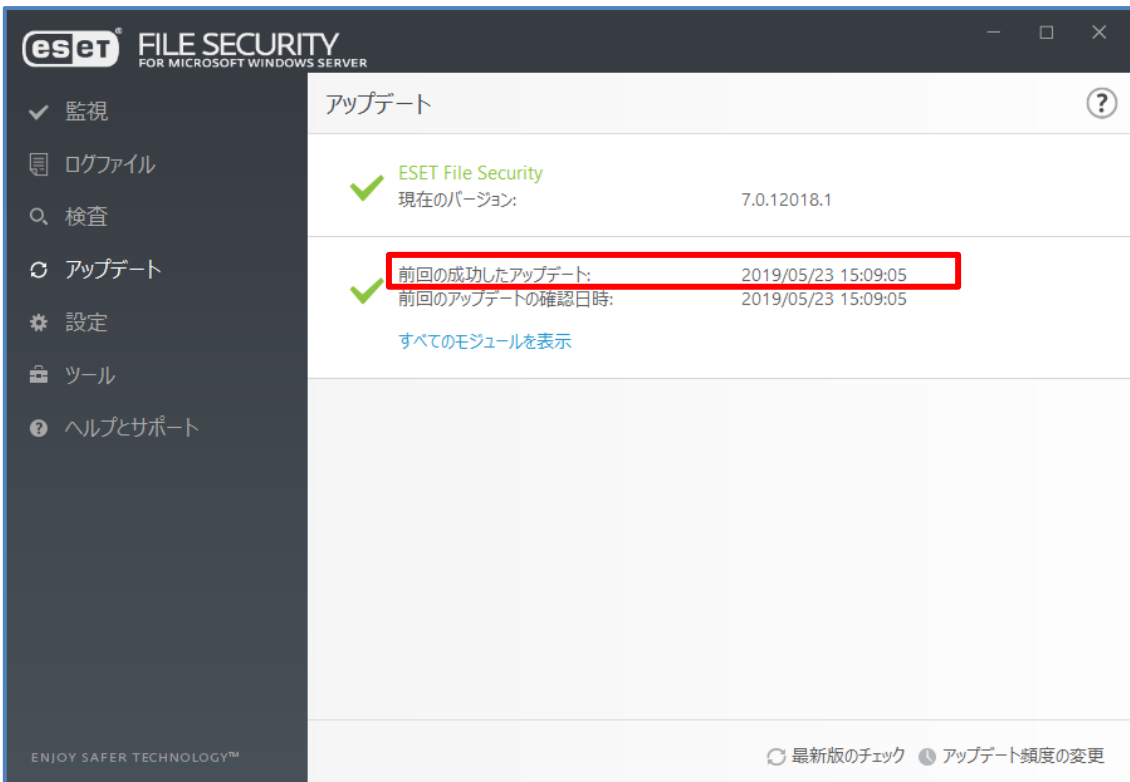 eset® FILE SECURITY
FOR MICROSOFT WINDOWS SERVER
監視
ログファイル
検査
アップデート
設定
ツール
ヘルプとサポート
ENJOY SAFER TECHNOLOGY™
アップデート
?
ESET File Security
現在のバージョン: 7.0.12018.1
前回の成功したアップデート: 2019/05/23 15:09:05
前回のアップデートの確認日時: 2019/05/23 15:09:05
すべてのモジュールを表示
最新版のチェック アップデート頻度の変更